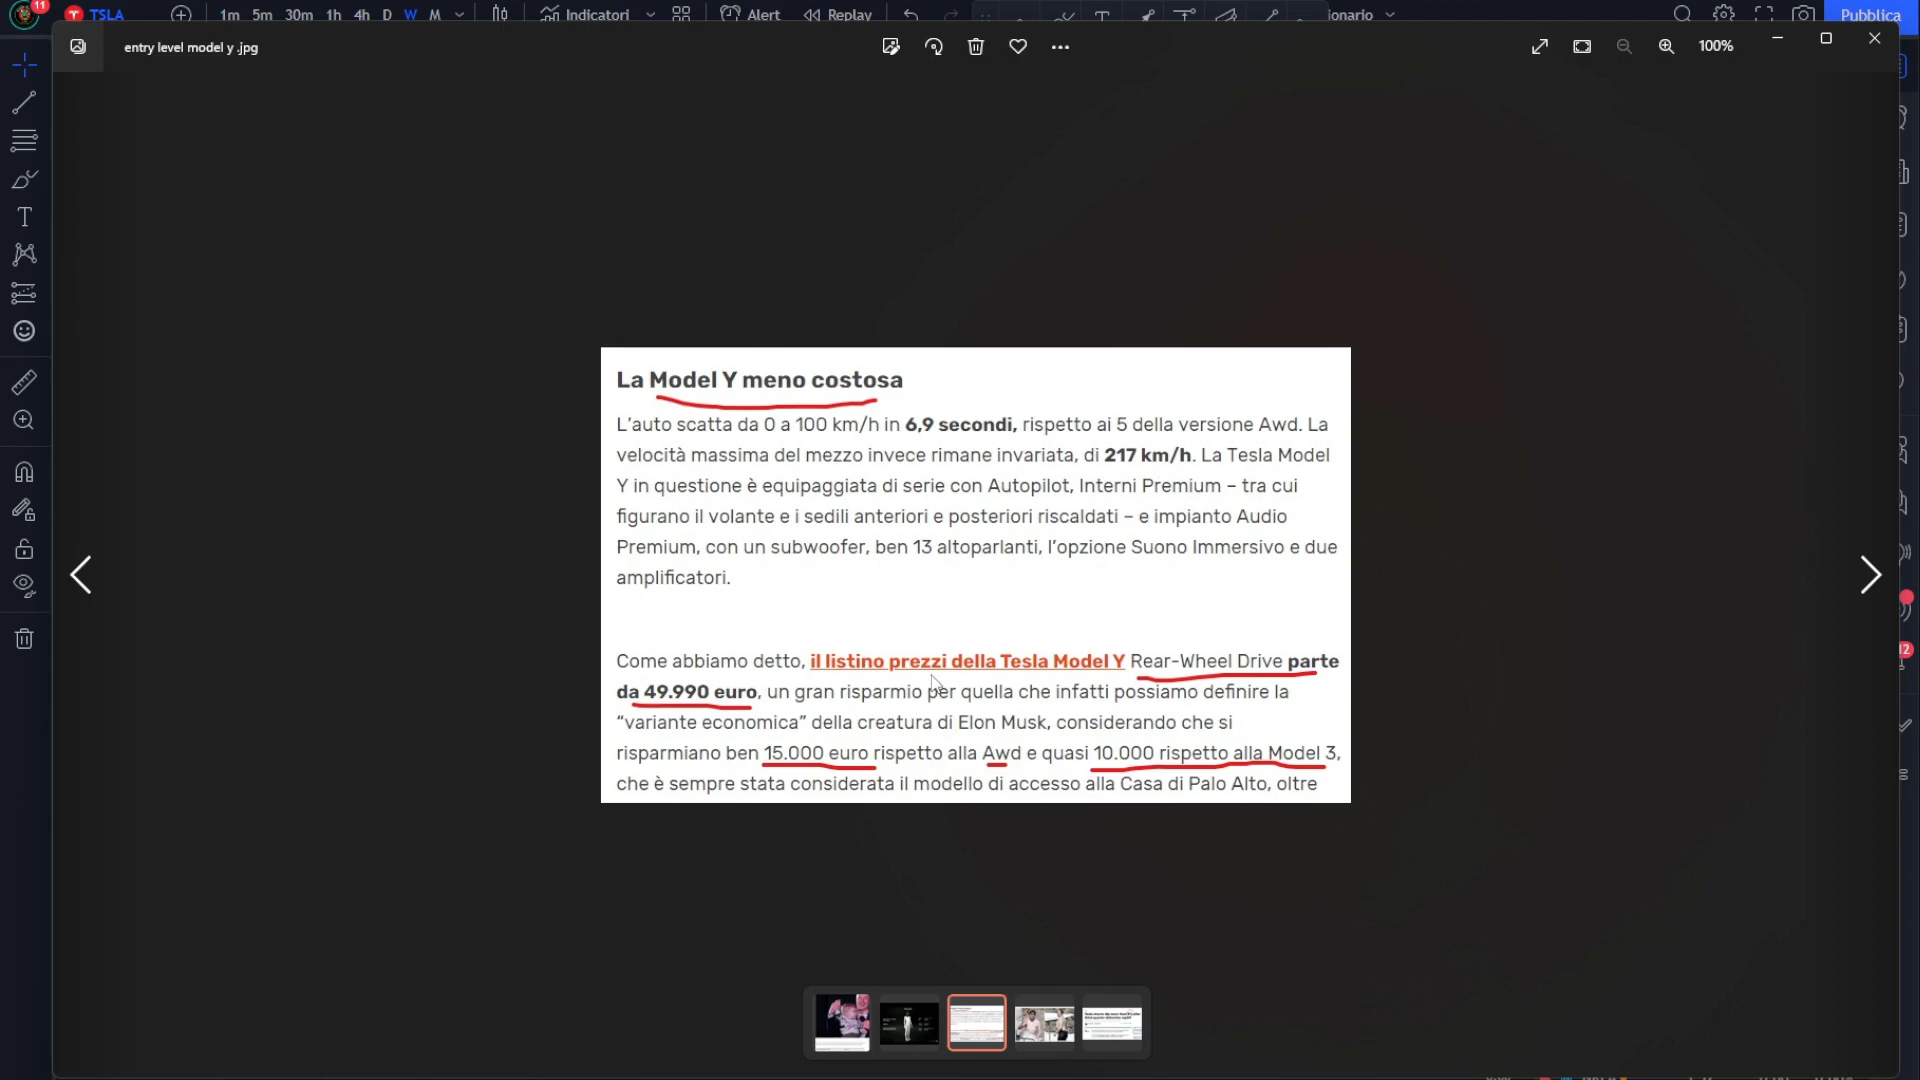 11
TSLA
1m 5m 30m 1h 4h D W M
Indicatori
Alert
Replay
ionario
Pubblica
entry level model y .jpg
100%
La Model Y meno costosa
L'auto scatta da 0 a 100 km/h in 6,9 secondi, rispetto ai 5 della versione Awd. La
velocità massima del mezzo invece rimane invariata, di 217 km/h. La Tesla Model
Y in questione è equipaggiata di serie con Autopilot, Interni Premium – tra cui
figurano il volante e i sedili anteriori e posteriori riscaldati – e impianto Audio
Premium, con un subwoofer, ben 13 altoparlanti, l'opzione Suono Immersivo e due
amplificatori.
Come abbiamo detto, il listino prezzi della Tesla Model Y Rear-Wheel Drive parte
da 49.990 euro, un gran risparmio per quella che infatti possiamo definire la
“variante economica” della creatura di Elon Musk, considerando che si
risparmiano ben 15.000 euro rispetto alla Awd e quasi 10.000 rispetto alla Model 3,
che è sempre stata considerata il modello di accesso alla Casa di Palo Alto, oltre
12